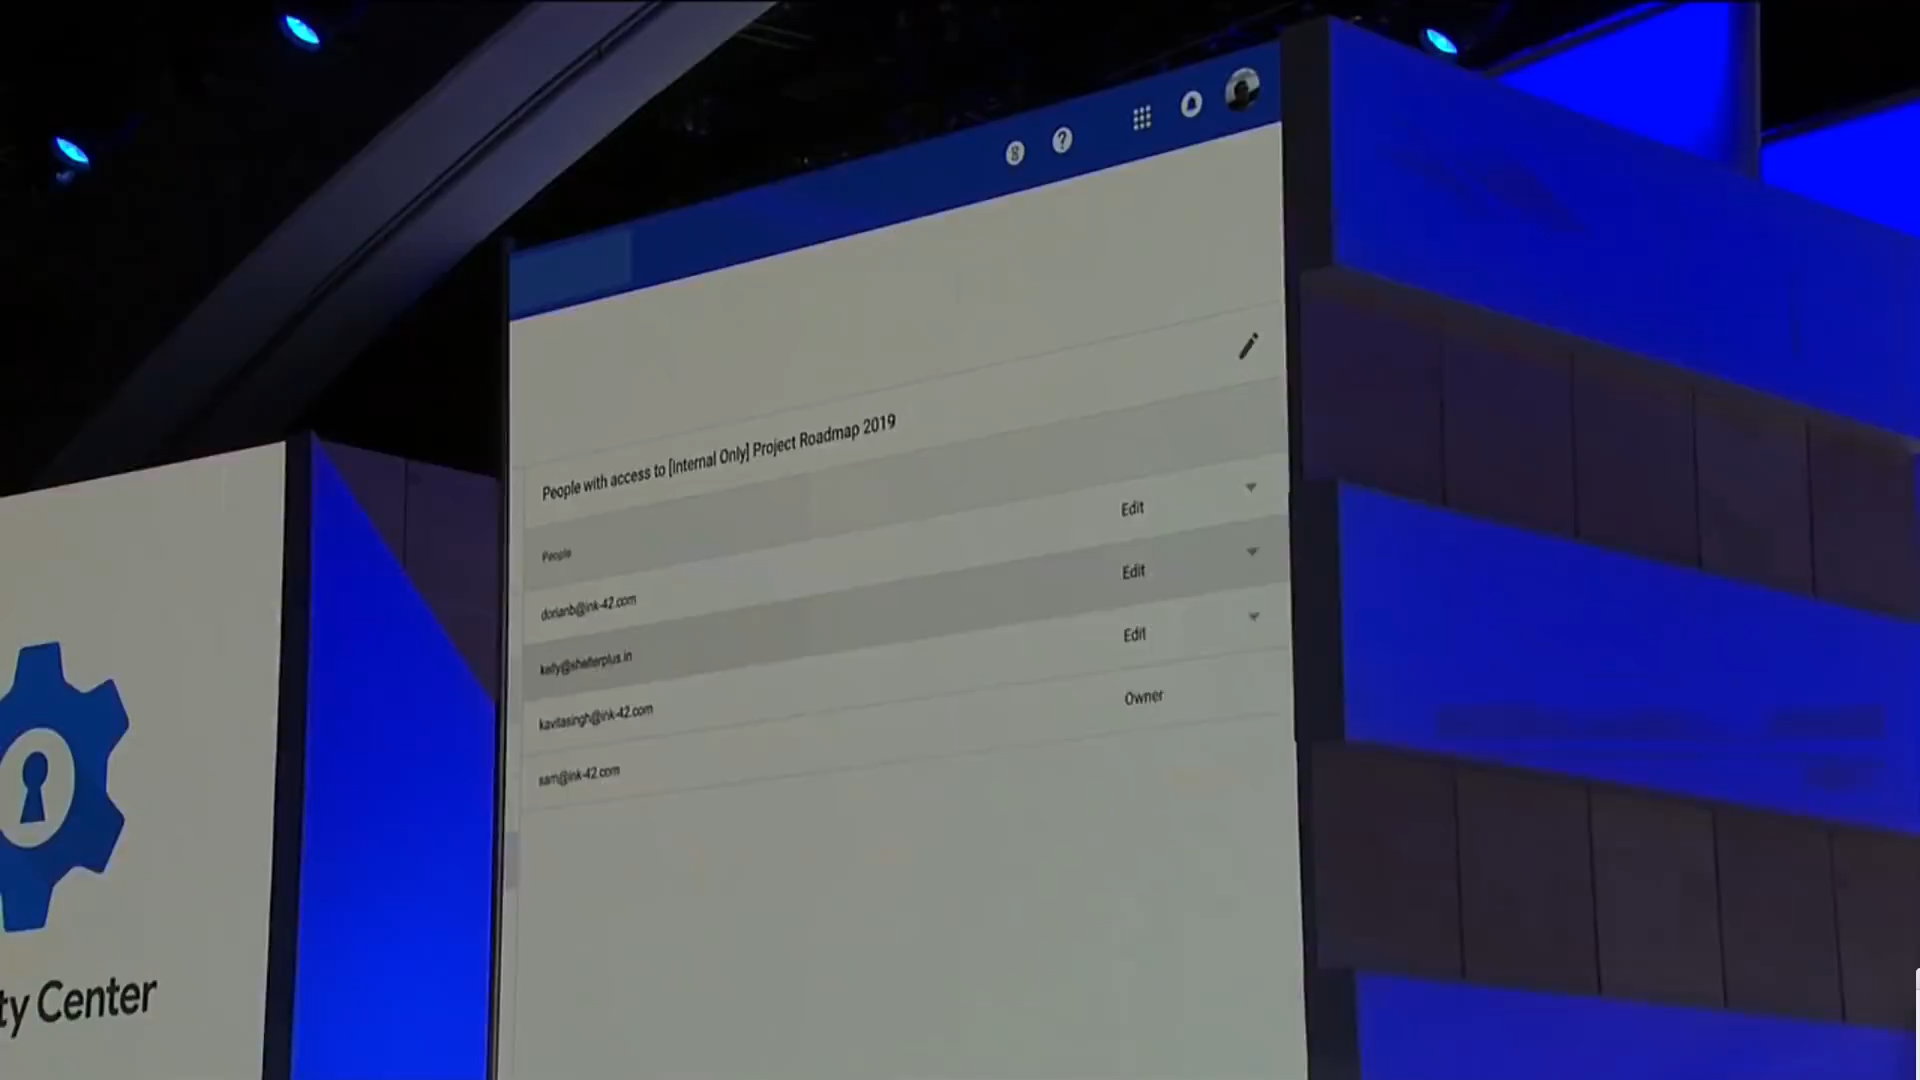 People with access to [Internal Only] Project Roadmap 2019
People
dorianb@ink-42.com Edit
kelly@shelterplus.in Edit
kavitasingh@ink-42.com Edit
sam@ink-42.com Owner
ty Center